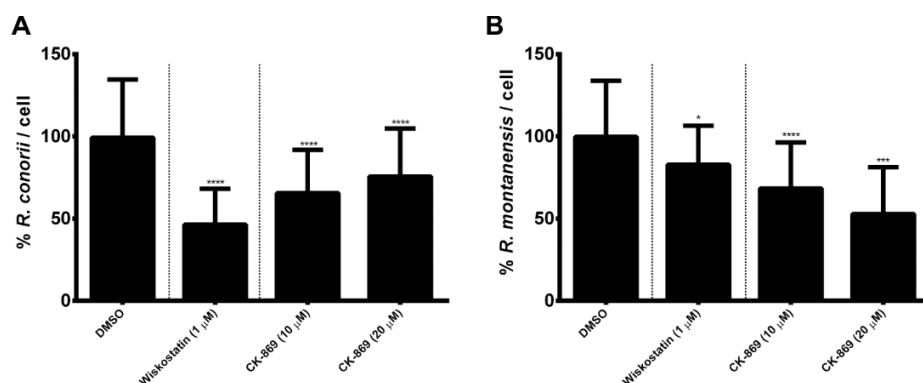 A
% R. conorii / cell
150
100
50
0
****
****
****
DMSO
Wiskostatin (1 μM)
CK-869 (10 μM)
CK-869 (20 μM)
B
% R. montanensis / cell
150
100
50
0
*
****
***
DMSO
Wiskostatin (1 μM)
CK-869 (10 μM)
CK-869 (20 μM)